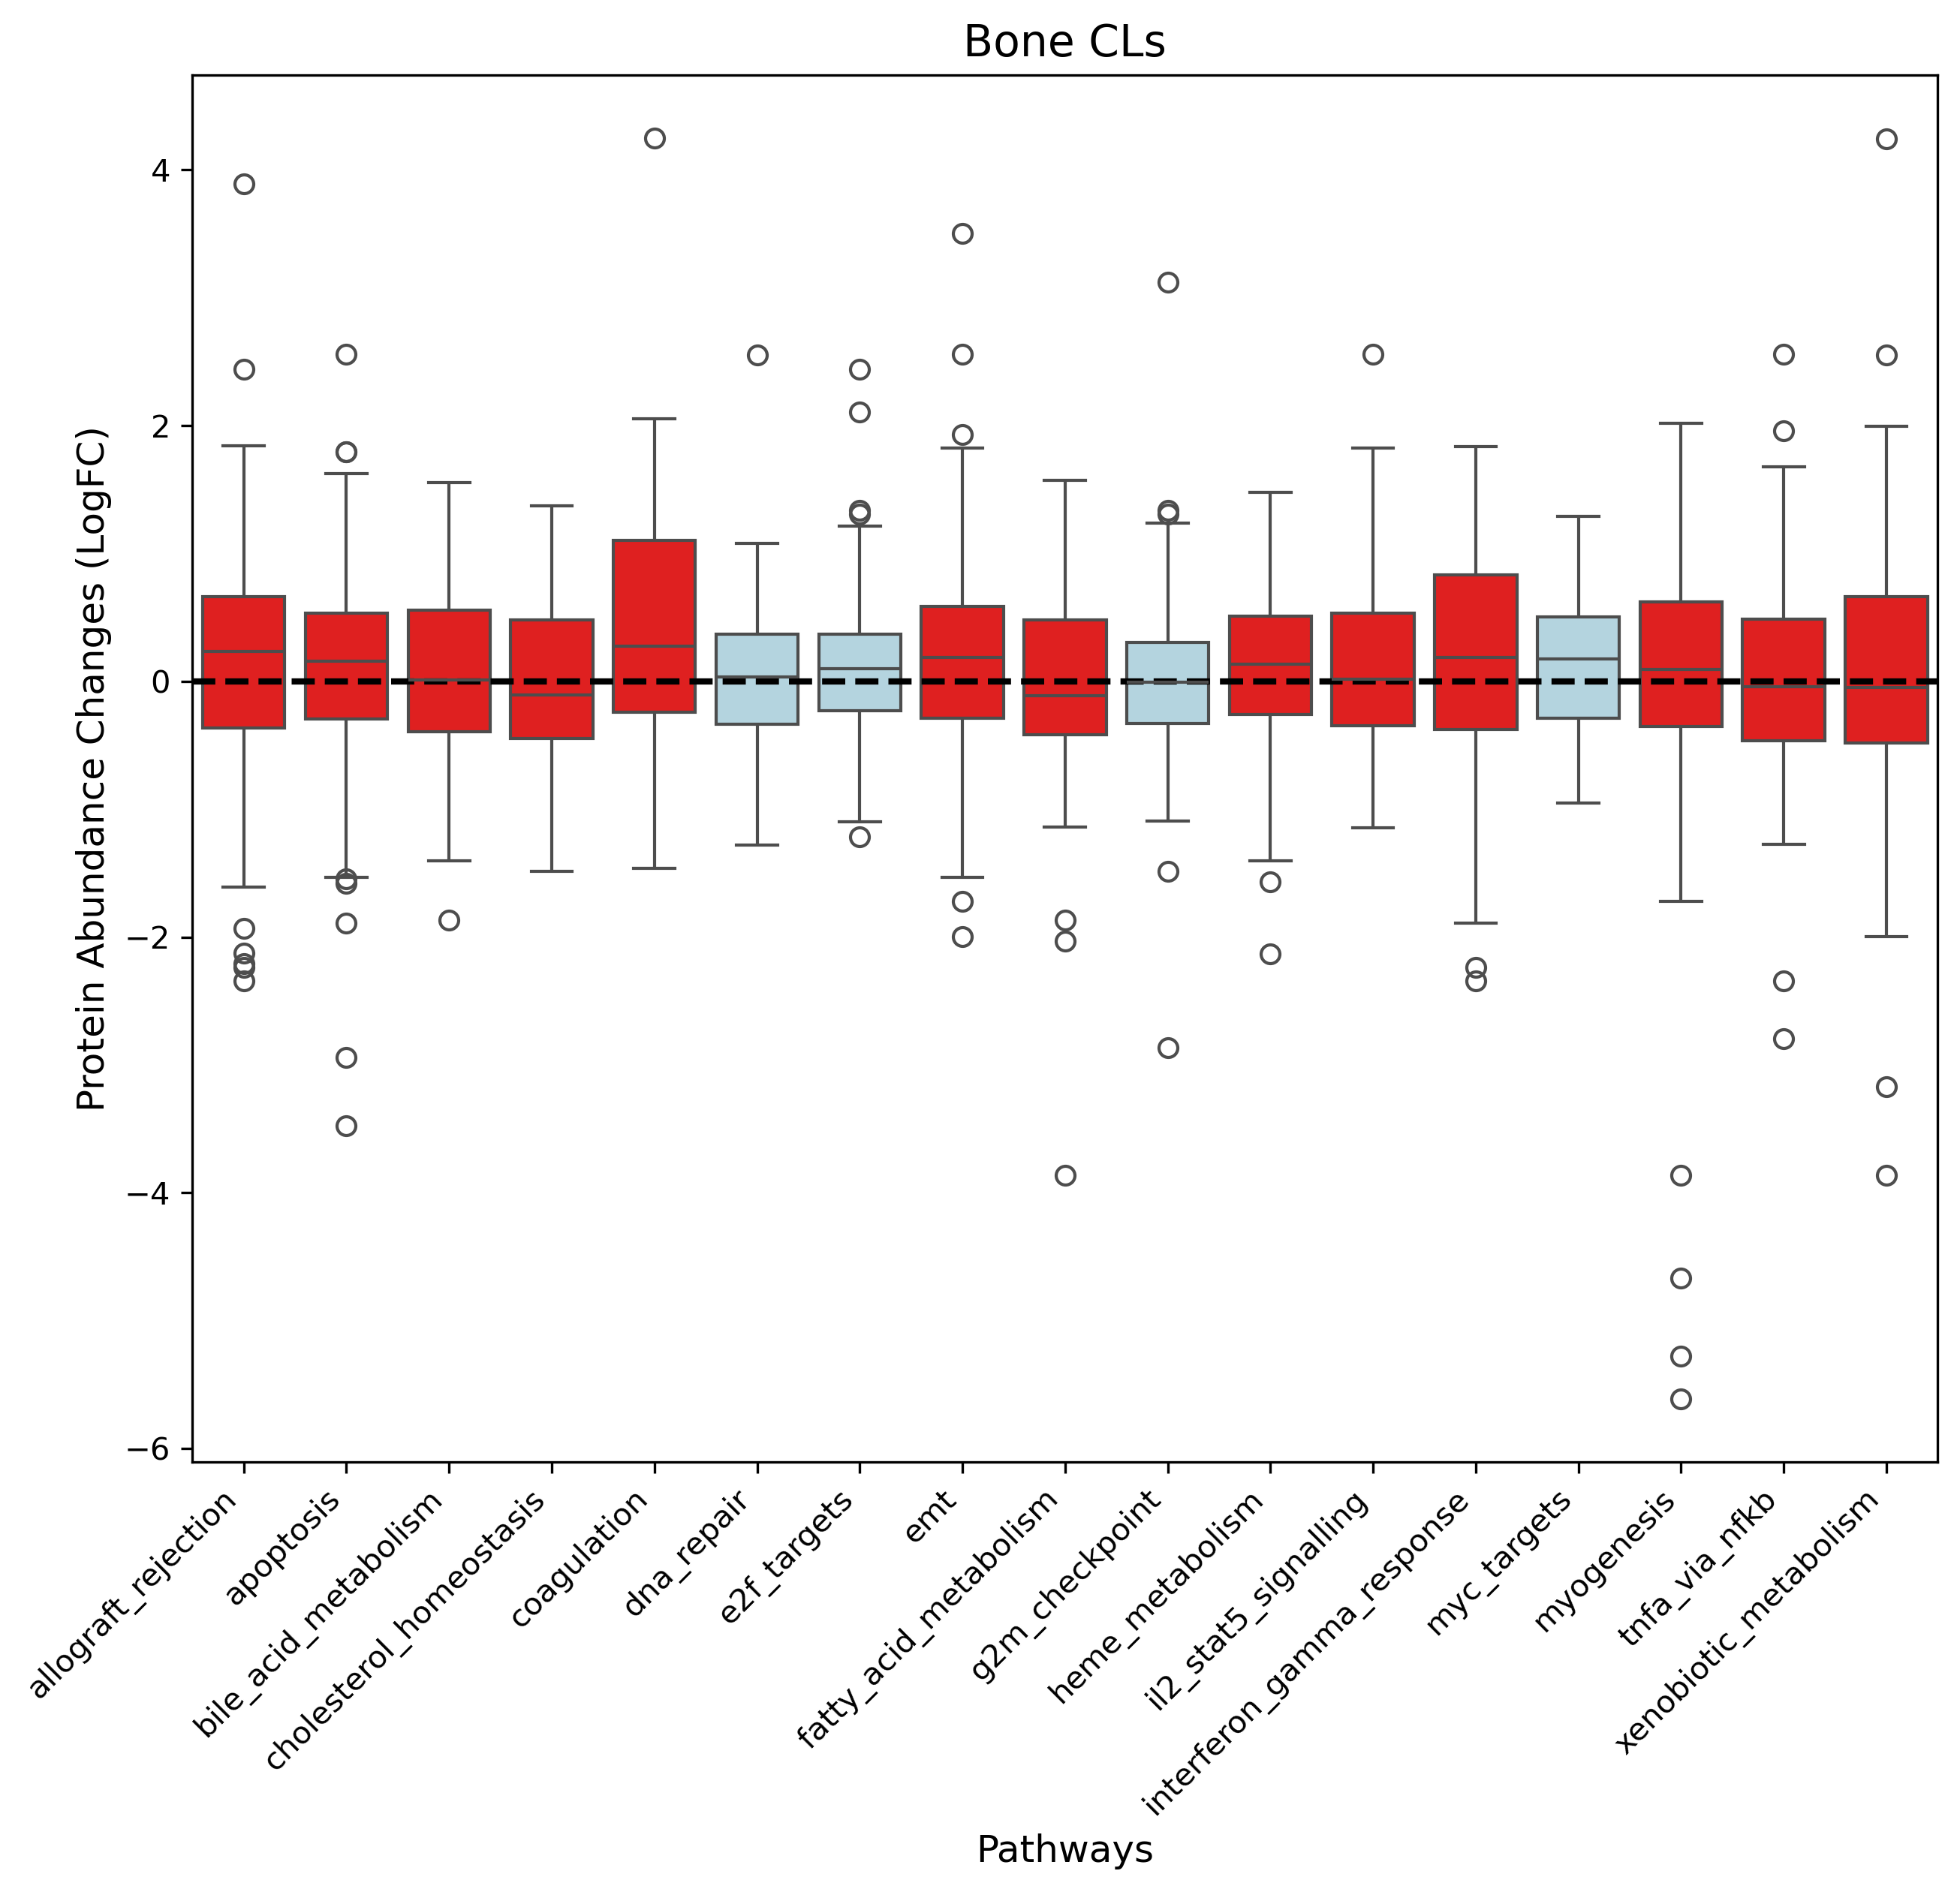 Bone CLs
Protein Abundance Changes (LogFC)
4
2
0
−2
−4
−6
allograft_rejection
apoptosis
bile_acid_metabolism
cholesterol_homeostasis
coagulation
dna_repair
e2f_targets
emt
fatty_acid_metabolism
g2m_checkpoint
heme_metabolism
il2_stat5_signalling
interferon_gamma_response
myc_targets
myogenesis
tnfa_via_nfkb
xenobiotic_metabolism
Pathways